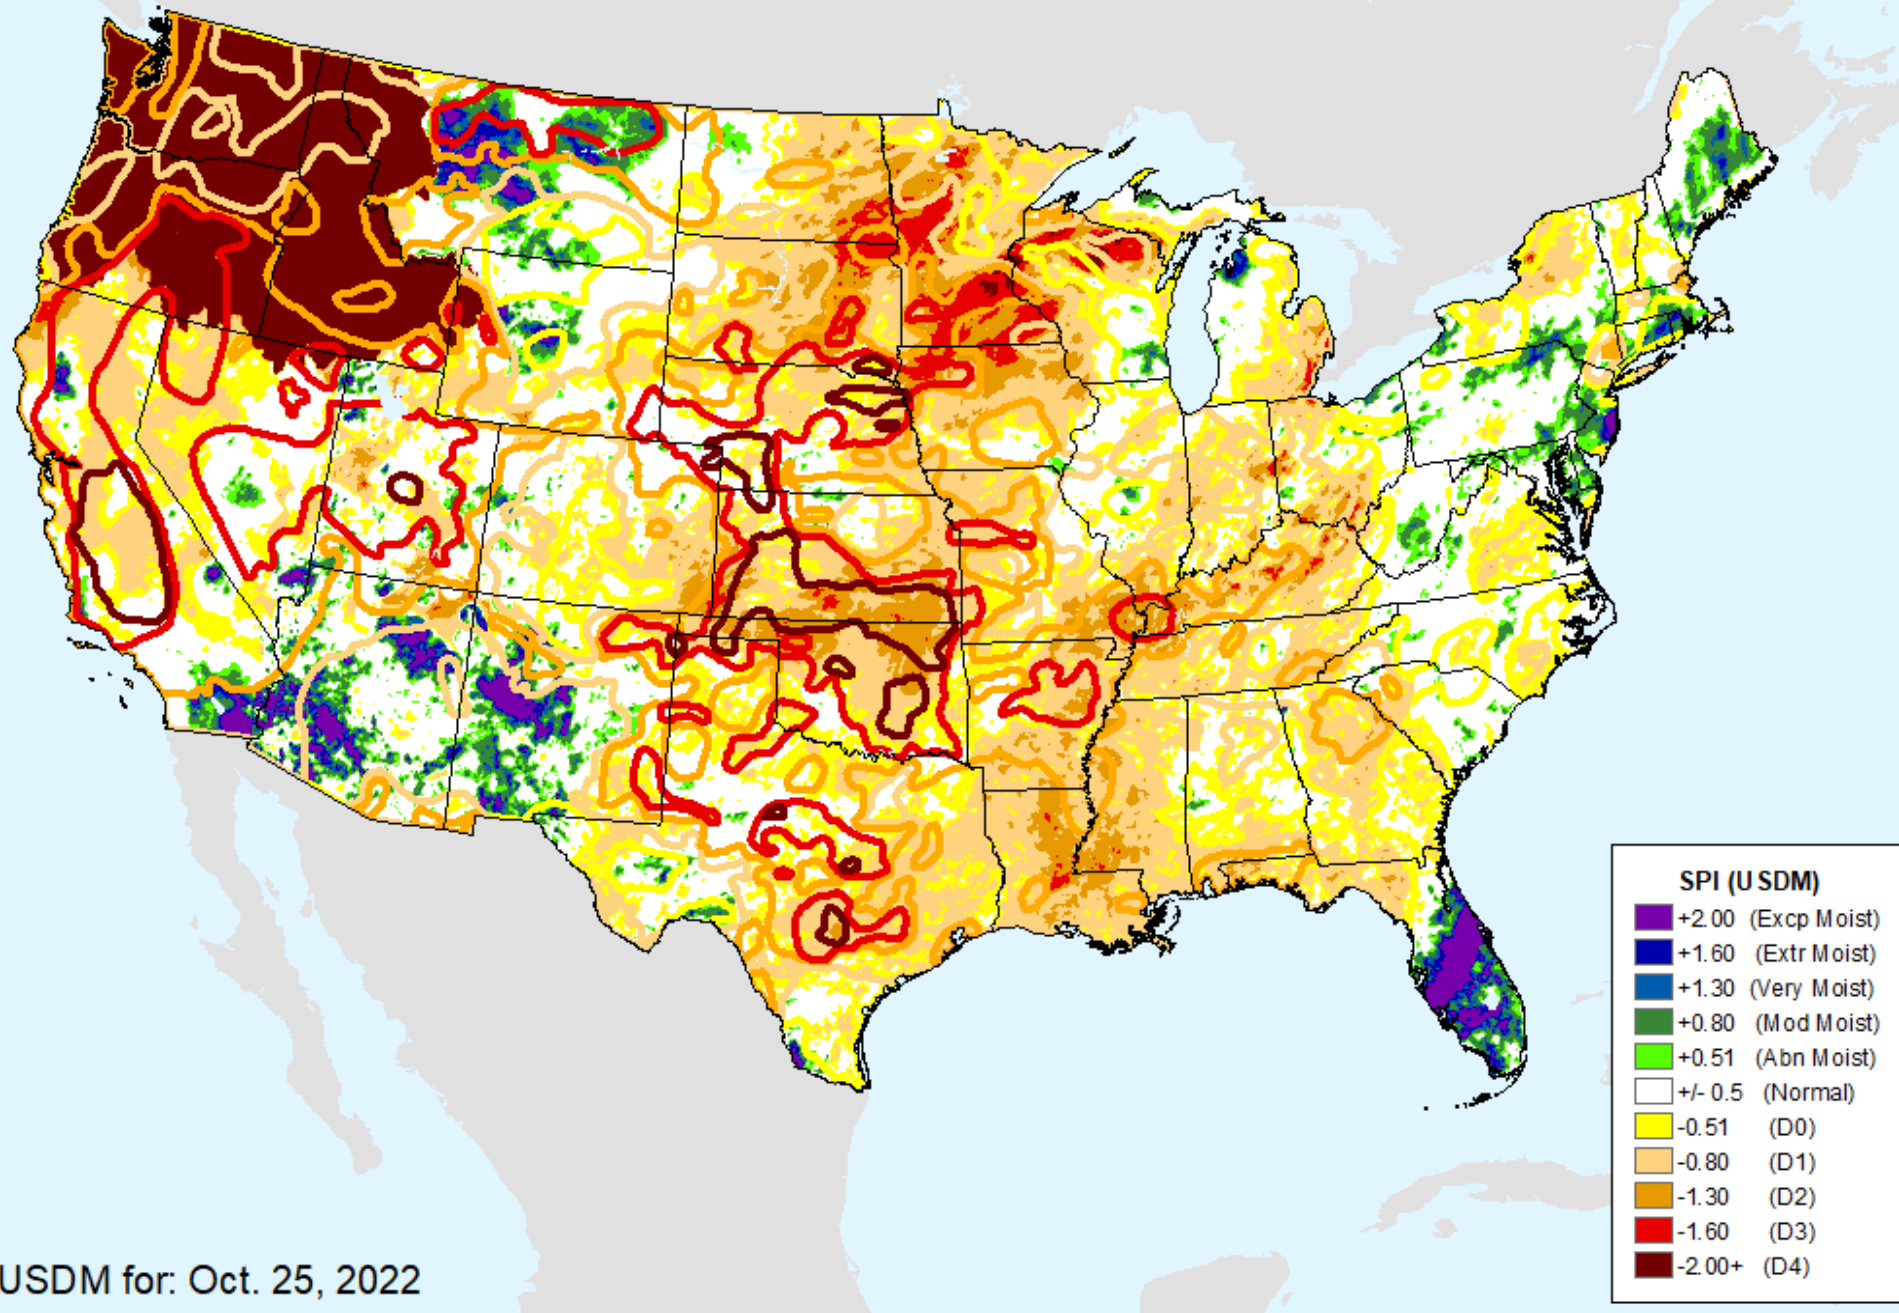 SPI (USDM)
+2.00 (Excp Moist)
+1.60 (Extr Moist)
+1.30 (Very Moist)
+0.80 (Mod Moist)
+0.51 (Abn Moist)
+/- 0.5 (Normal)
-0.51 (D0)
-0.80 (D1)
-1.30 (D2)
-1.60 (D3)
-2.00+ (D4)
USDM for: Oct. 25, 2022